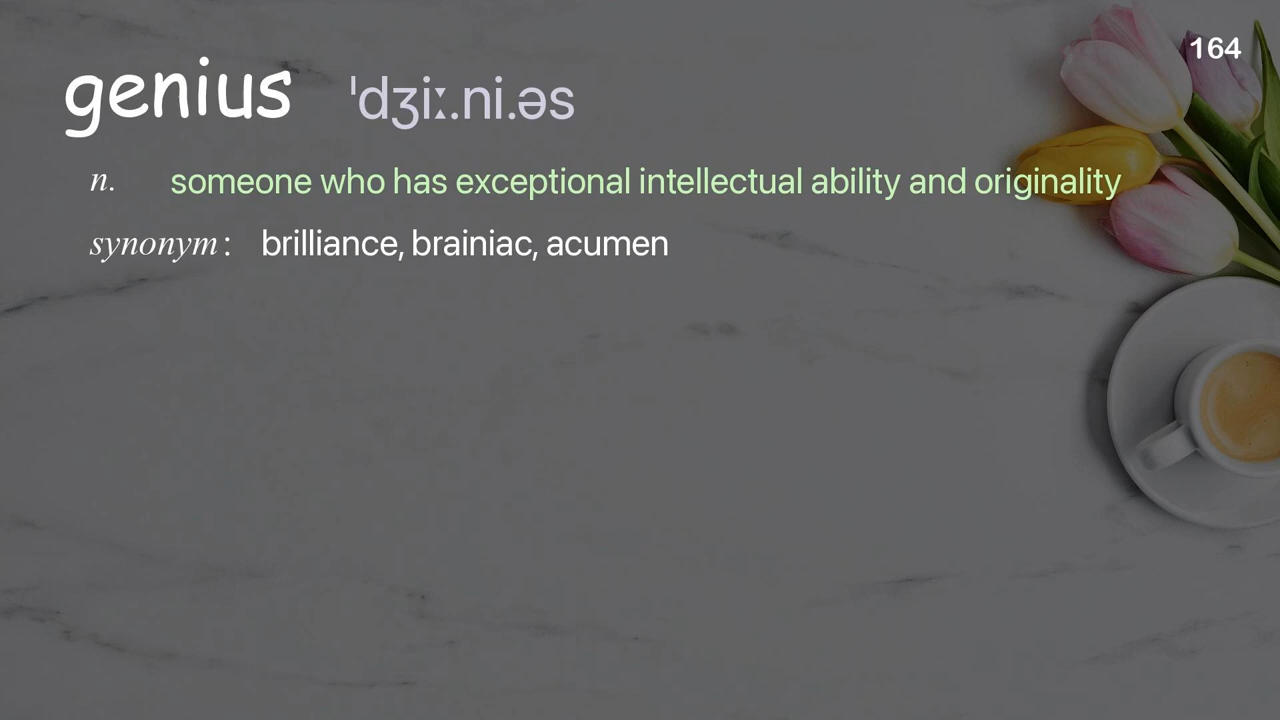 164
genius ˈdʒiː.ni.əs
n. someone who has exceptional intellectual ability and originality
synonym : brilliance, brainiac, acumen